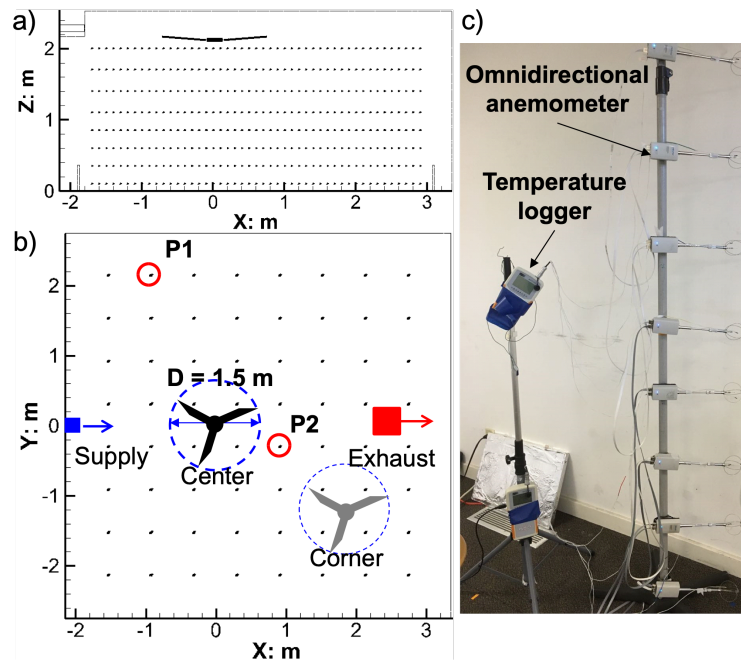 a)
Z: m
2
1
0
-2
-1
0
1
2
3
X: m
b)
P1
D = 1.5 m
P2
Supply
Center
Exhaust
Corner
Y: m
2
1
0
-1
-2
-2
-1
0
1
2
3
X: m
c)
Omnidirectional
anemometer
Temperature
logger